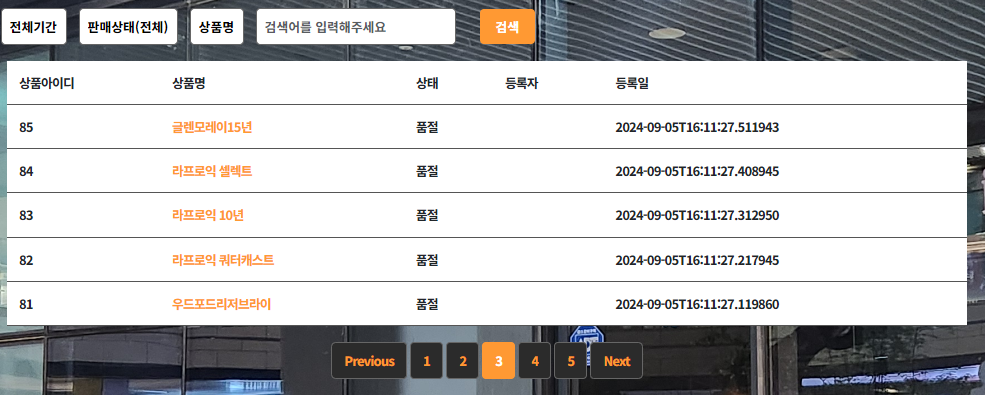 전체기간 판매상태(전체) 상품명 검색어를 입력해주세요 검색
상품아이디 상품명 상태 등록자 등록일
85 글렌모레이15년 품절 2024-09-05T16:11:27.511943
84 라프로익 셀렉트 품절 2024-09-05T16:11:27.408945
83 라프로익 10년 품절 2024-09-05T16:11:27.312950
82 라프로익 쿼터캐스트 품절 2024-09-05T16:11:27.217945
81 우드포드리저브라이 품절 2024-09-05T16:11:27.119860
Previous 1 2 3 4 5 Next